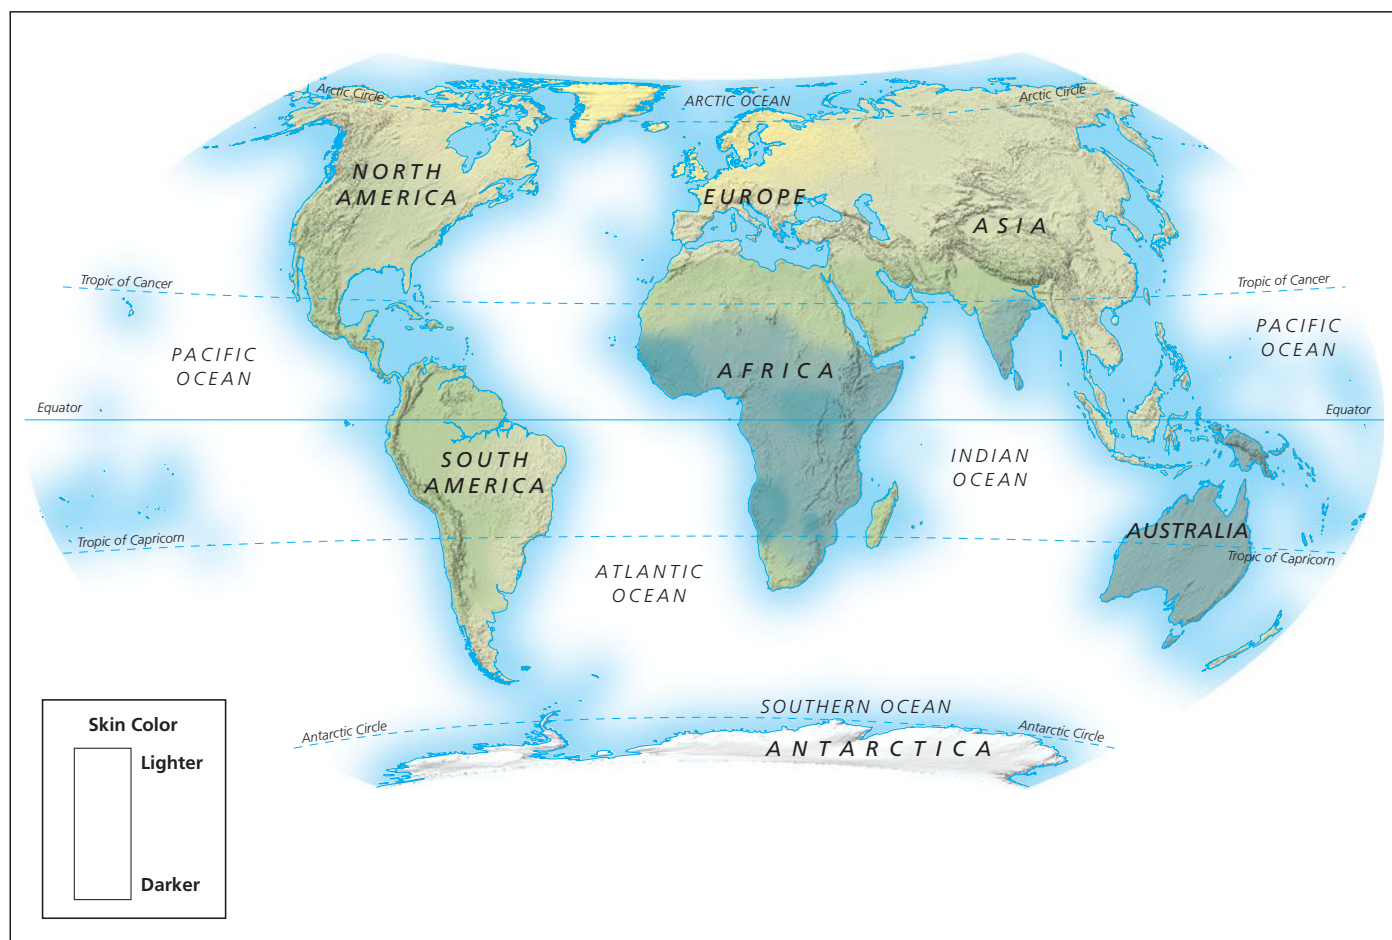 Arctic Circle
ARCTIC OCEAN
Arctic Circle
NORTH
AMERICA
EUROPE
ASIA
Tropic of Cancer
Tropic of Cancer
PACIFIC
OCEAN
PACIFIC
OCEAN
AFRICA
Equator
Equator
SOUTH
AMERICA
INDIAN
OCEAN
AUSTRALIA
Tropic of Capricorn
Tropic of Capricorn
ATLANTIC
OCEAN
SOUTHERN OCEAN
Antarctic Circle
Antarctic Circle
ANTARCTICA
Skin Color
Lighter
Darker